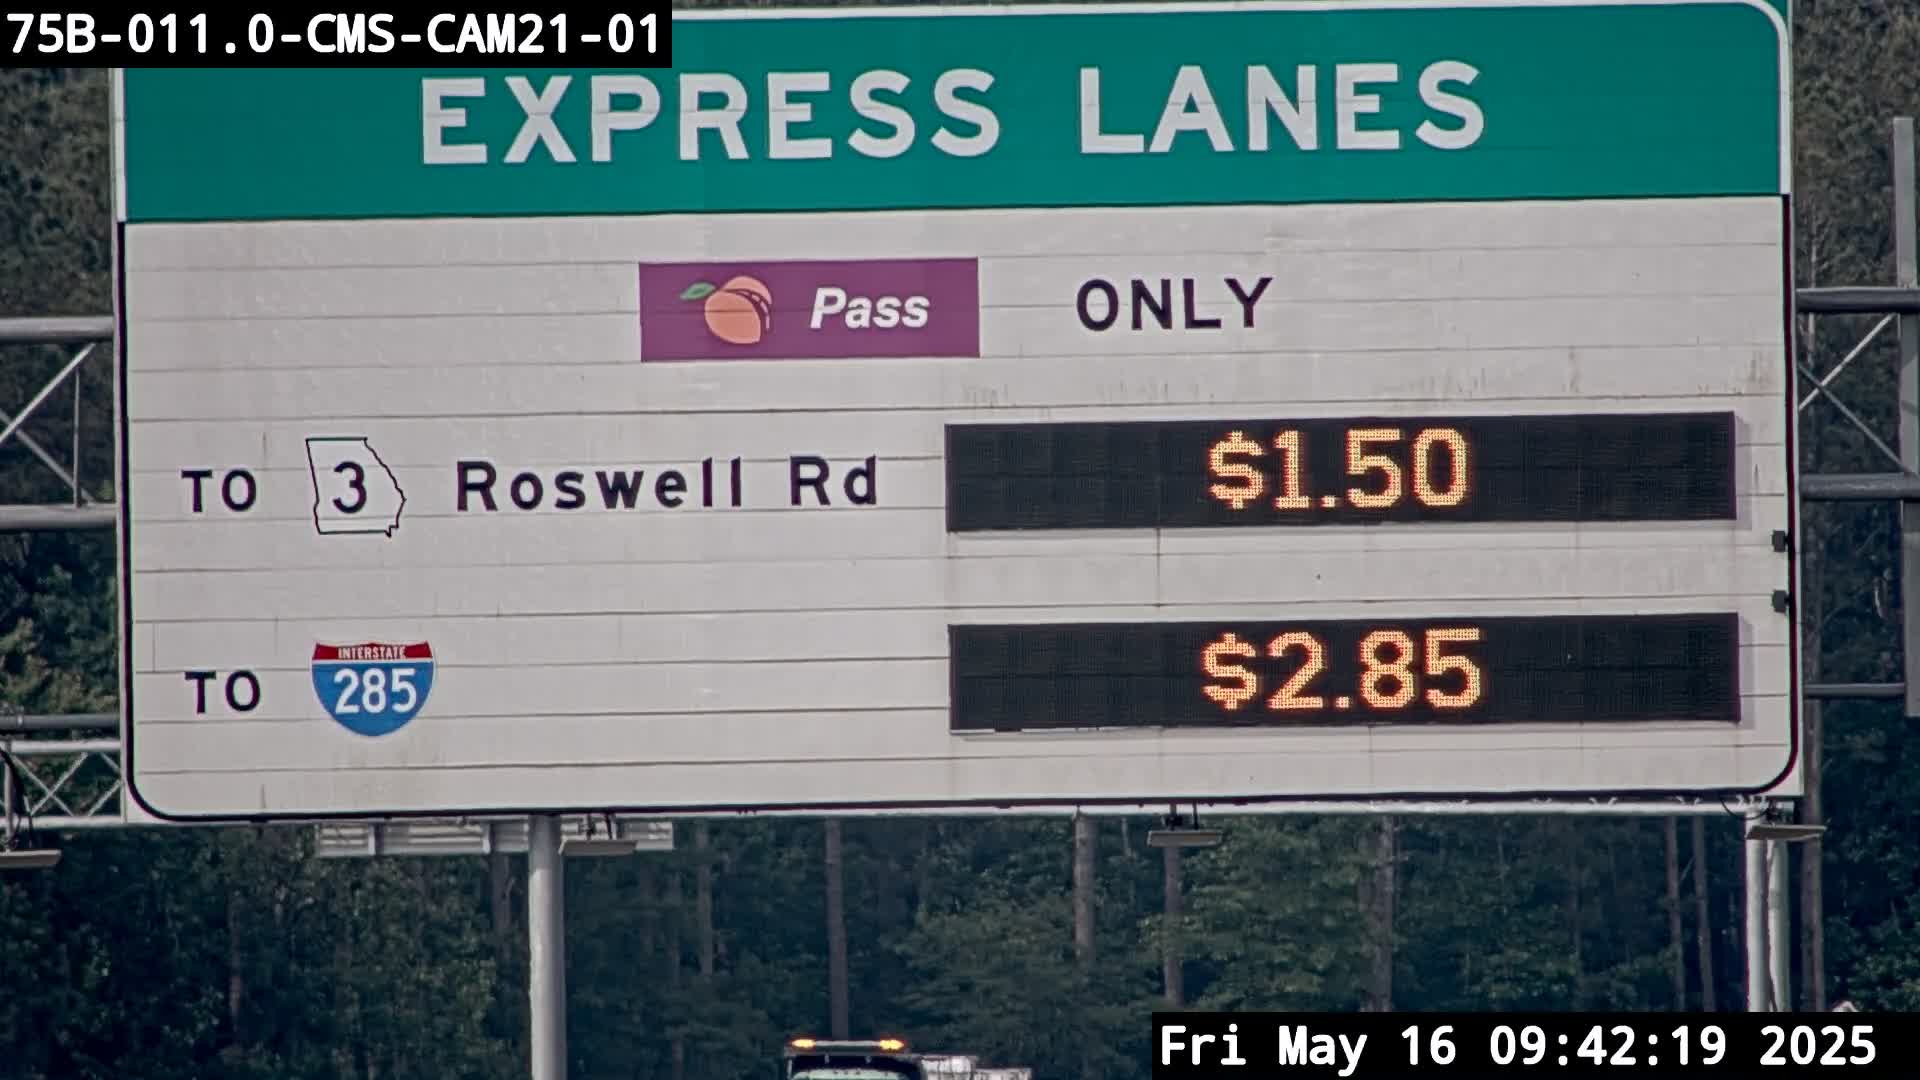 75B-011.0-CMS-CAM21-01
EXPRESS LANES
Pass ONLY
TO 3 Roswell Rd $1.50
TO INTERSTATE 285 $2.85
Fri May 16 09:42:19 2025